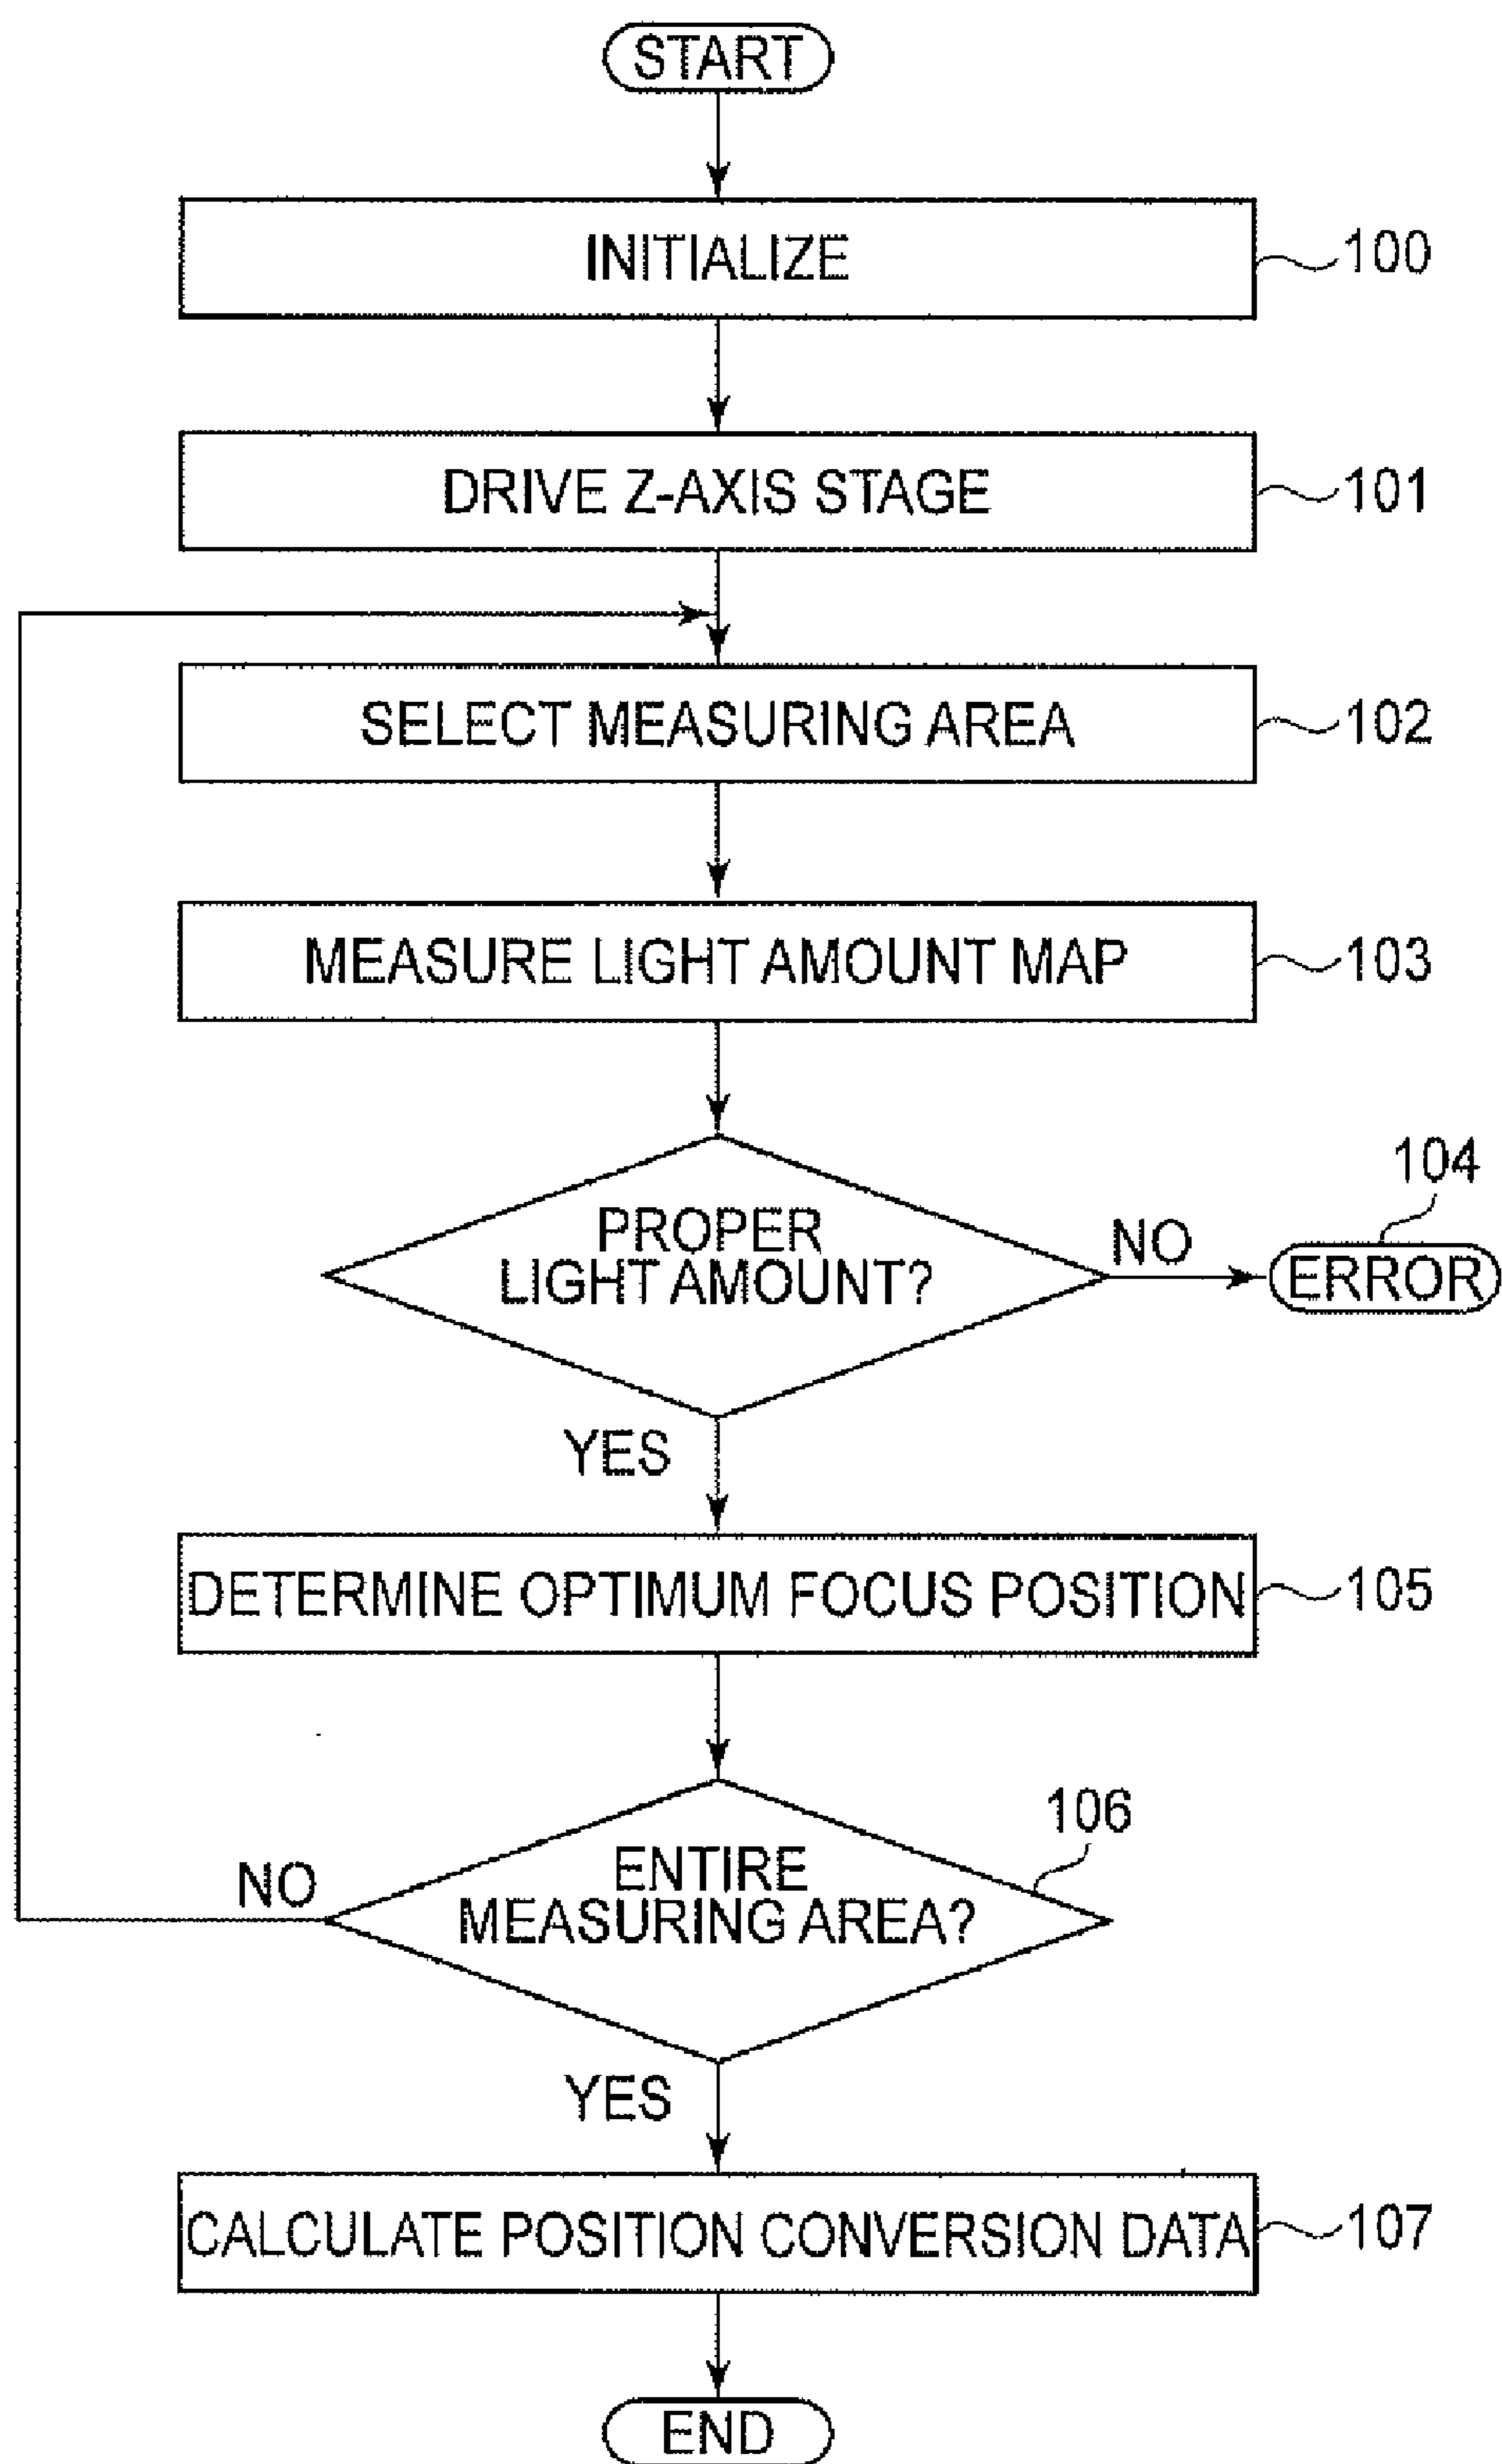 START
INITIALIZE
100
DRIVE Z-AXIS STAGE
101
SELECT MEASURING AREA
102
MEASURE LIGHT AMOUNT MAP
103
PROPER
LIGHT AMOUNT?
NO
104
ERROR
YES
DETERMINE OPTIMUM FOCUS POSITION
105
106
ENTIRE
MEASURING AREA?
NO
YES
CALCULATE POSITION CONVERSION DATA
107
END